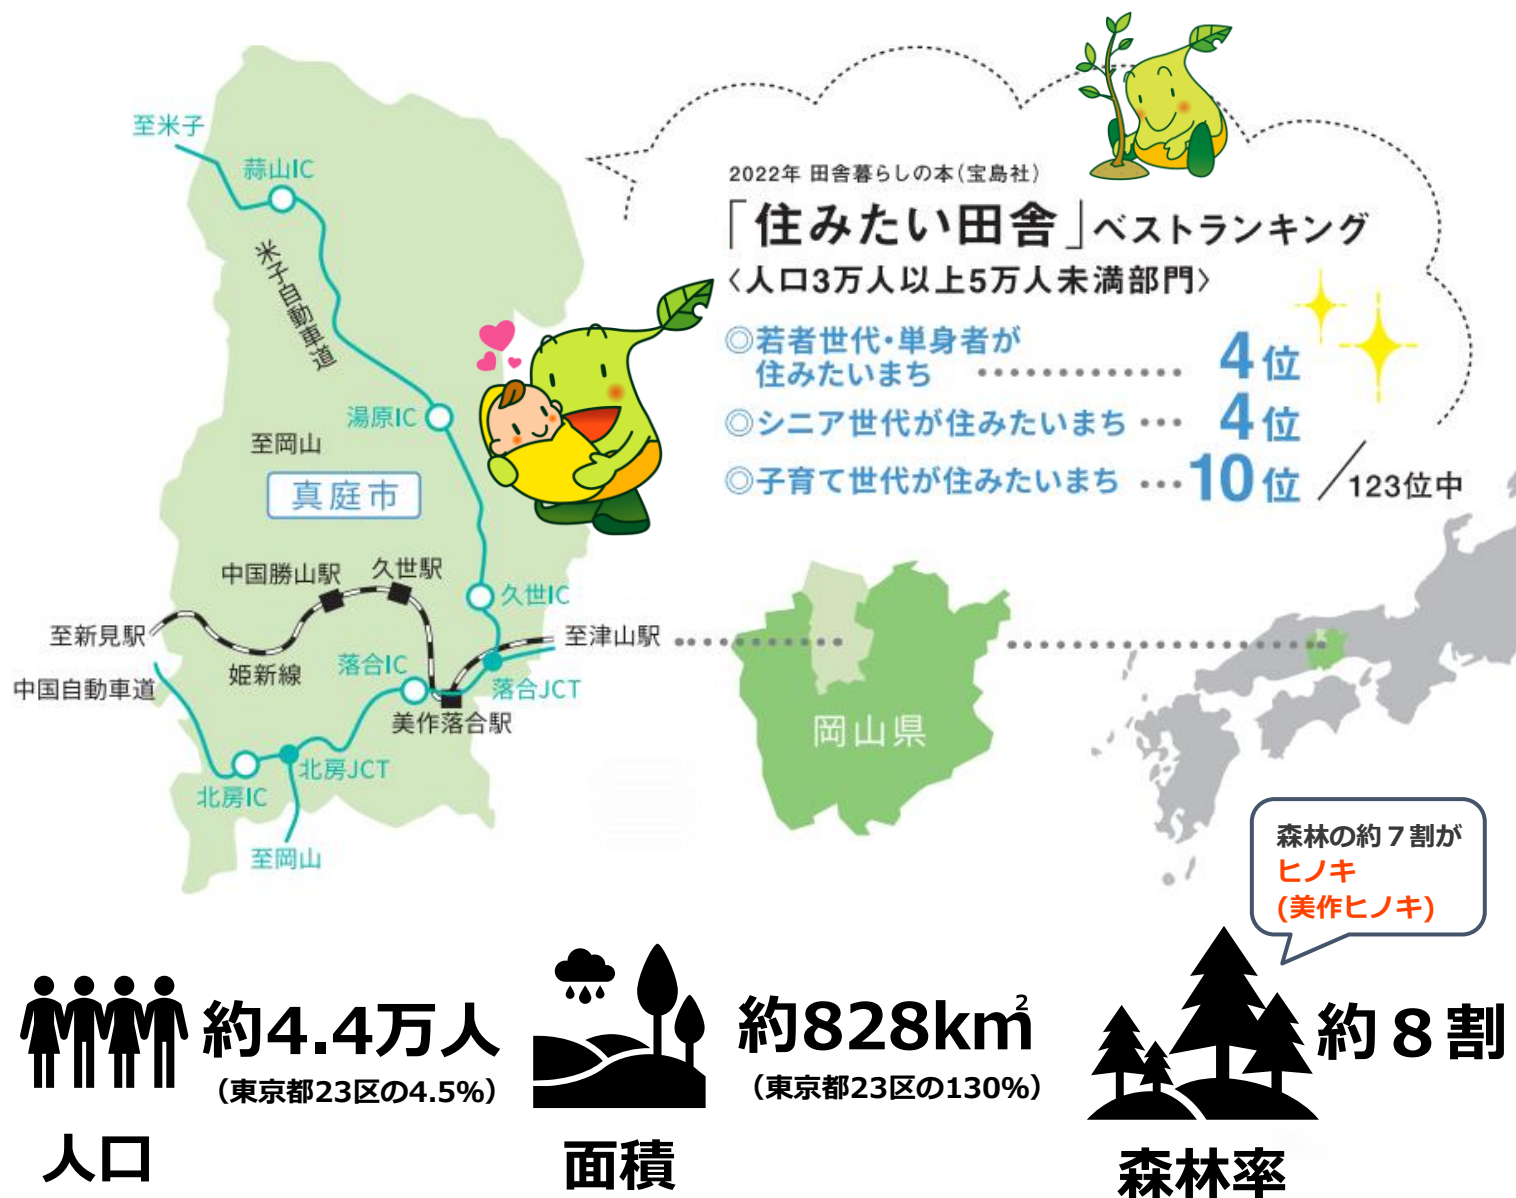 至米子
蒜山IC
米子自動車道
湯原IC
至岡山
真庭市
中国勝山駅
久世駅
久世IC
至新見駅
至津山駅
姫新線
落合IC
中国自動車道
落合JCT
美作落合駅
北房JCT
北房IC
至岡山
2022年 田舎暮らしの本(宝島社)
「住みたい田舎」ベストランキング
〈人口3万人以上5万人未満部門〉
◎若者世代・単身者が
住みたいまち ············· 4位
◎シニア世代が住みたいまち ··· 4位
◎子育て世代が住みたいまち ··· 10位 /123位中
岡山県
森林の約7割が
ヒノキ
(美作ヒノキ)
約4.4万人
(東京都23区の4.5%)
人口
約828k㎡
(東京都23区の130%)
面積
約8割
森林率